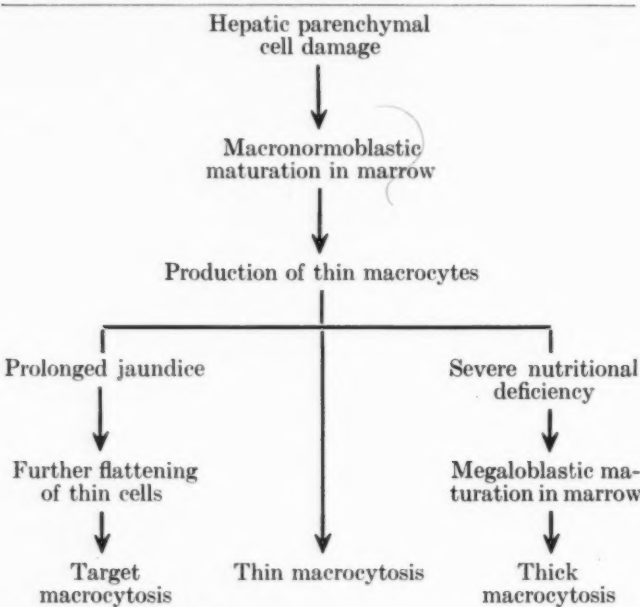 Hepatic parenchymal
cell damage
Macronormoblastic
maturation in marrow
Production of thin macrocytes
Prolonged jaundice
Severe nutritional
deficiency
Further flattening
of thin cells
Megaloblastic ma-
turation in marrow
Target
macrocytosis
Thin macrocytosis
Thick
macrocytosis